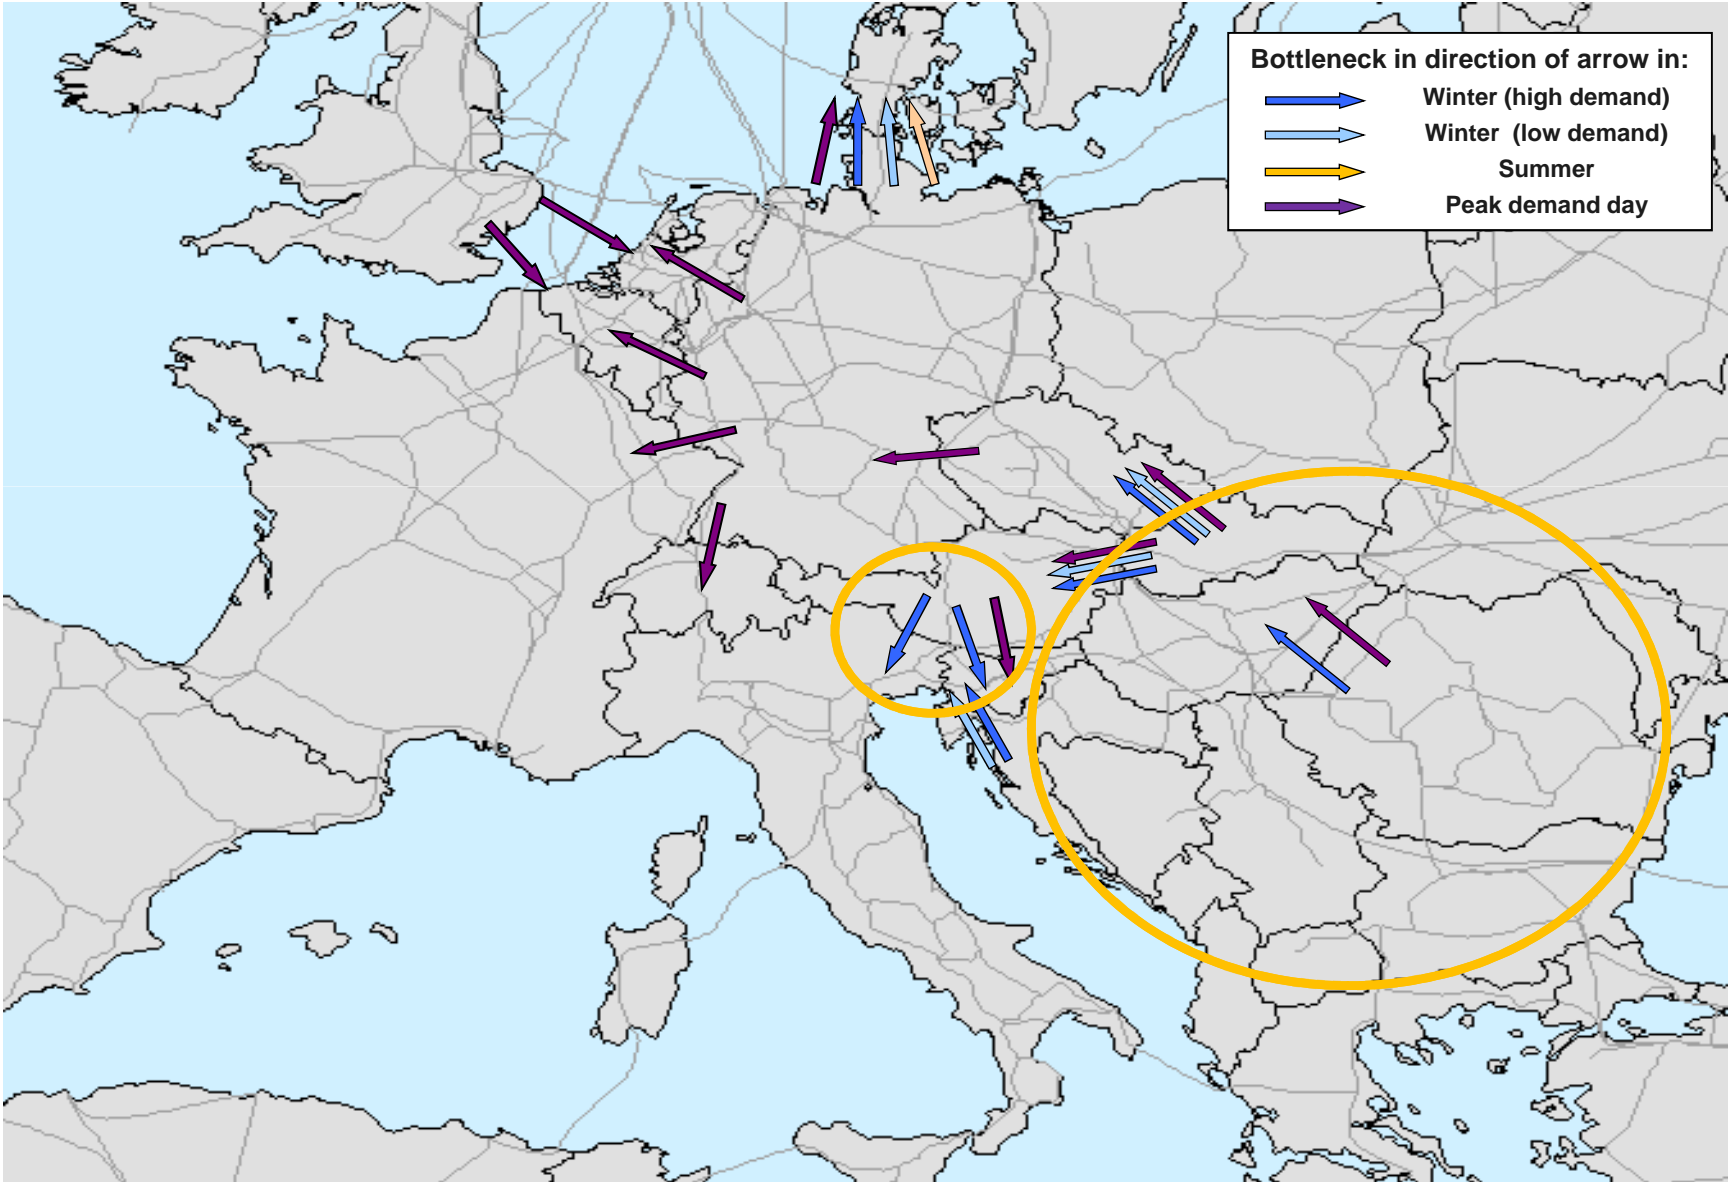 Bottleneck in direction of arrow in:
Winter (high demand)
Winter (low demand)
Summer
Peak demand day